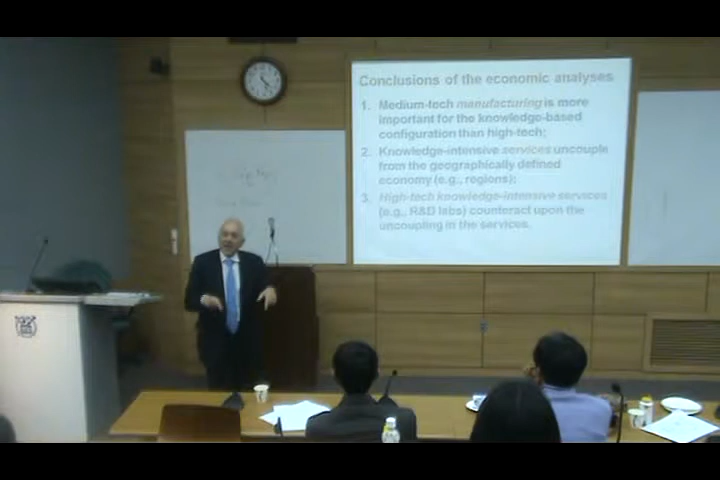 Conclusions of the economic analyses
1. Medium-tech manufacturing is more
important for the knowledge-based
configuration than high-tech;
2. Knowledge-intensive services uncouple
from the geographically defined
economy (e.g., regions);
3. High-tech knowledge-intensive services
(e.g., R&D labs) counteract upon the
uncoupling in the services.